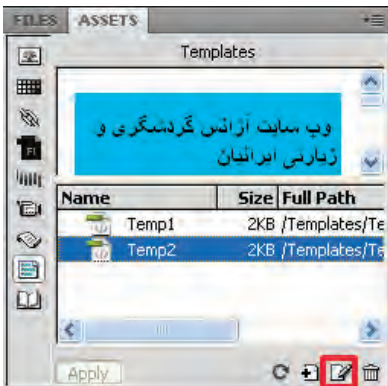 FILES ASSETS
Templates
وب سایت آژانس گردشگری و
زیارتی ایرانیان
Name Size Full Path
Temp1 2KB /Templates/Te
Temp2 2KB /Templates/Te
Apply